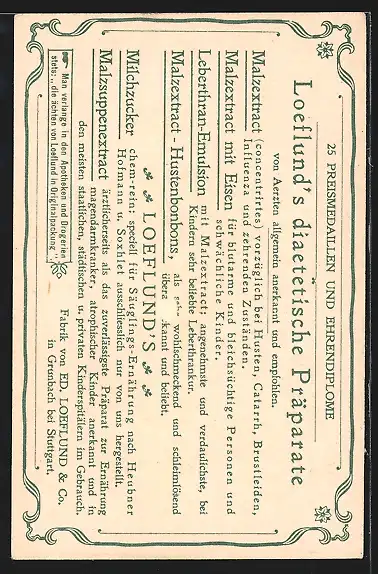 25 PREISMEDAILLEN UND EHRENDIPLOME
Loeflund's diaetetische Präparate
von Aerzten allgemein anerkannt und empfohlen.
Malzextract (concentrirtes) vorzüglich bei Husten, Catarrh, Brustleiden,
Influenza und zehrenden Zuständen.
Malzextract mit Eisen für blutarme und bleichsüchtige Personen und
schwächliche Kinder.
Leberthran-Emulsion mit Malzextract; angenehmste und verdaulichste, bei
Kindern sehr beliebte Leberthrankur.
Malzextract-Hustenbonbons, als wohlschmeckend und schleimlösend
überall bekannt und beliebt.
LOEFLUND'S
Milchzucker chem-rein; speciell für Säuglings-Ernährung nach Heubner
Hofmann u. Soxhlet ausschliesslich nur von uns hergestellt.
Malzsuppenextract ärztlicherseits als das zuverlässigste Präparat zur Ernährung
magendarmkranker, atrophischer Kinder anerkannt und in
den meisten staatlichen, städtischen u. privaten Kinderspitälern im Gebrauch.
Man verlange in den Apotheken und Drogerien
stets: „die ächten von Loeflund in Originalpackung".
Fabrik von ED. LOEFLUND & Co.
in Grunbach bei Stuttgart.